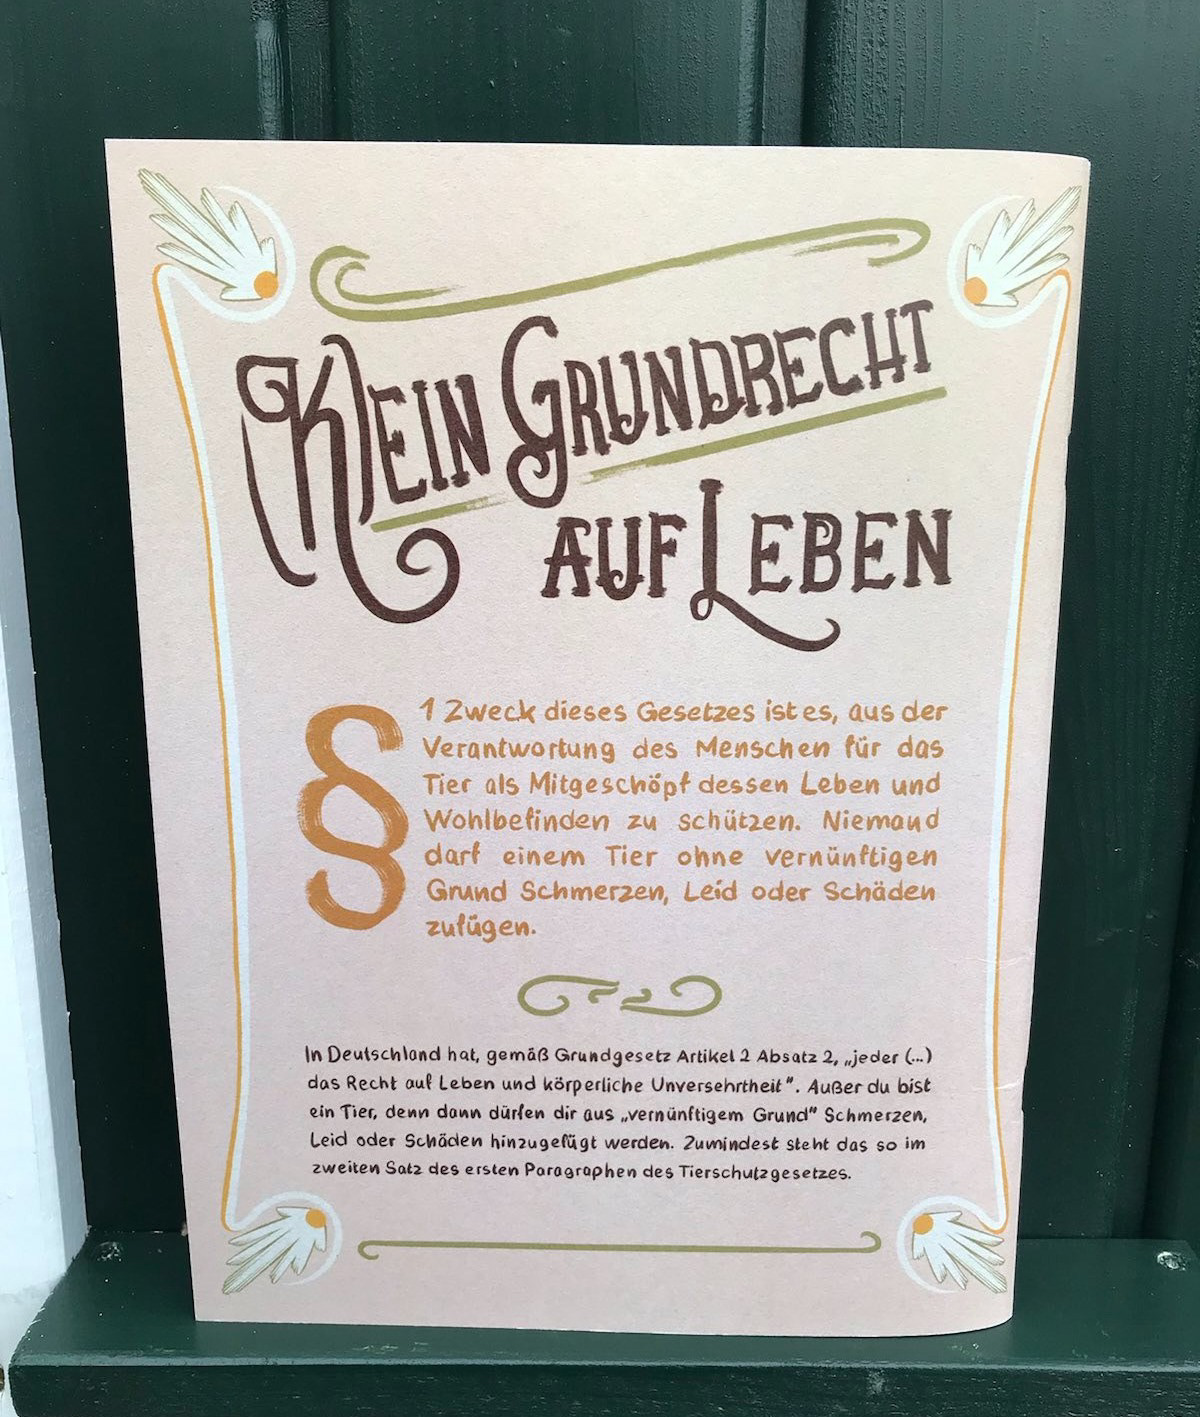 Klein Grundrecht
auf Leben
§ 1 Zweck dieses Gesetzes ist es, aus der
Verantwortung des Menschen für das
Tier als Mitgeschöpf dessen Leben und
Wohlbefinden zu schützen. Niemand
darf einem Tier ohne vernünftigen
Grund Schmerzen, Leid oder Schäden
zufügen.
In Deutschland hat, gemäß Grundgesetz Artikel 2 Absatz 2, „jeder (...)
das Recht auf Leben und körperliche Unversehrtheit“. Außer du bist
ein Tier, denn dann dürfen dir aus „vernünftigem Grund“ Schmerzen,
Leid oder Schäden hinzugefügt werden. Zumindest steht das so im
zweiten Satz des ersten Paragraphen des Tierschutzgesetzes.